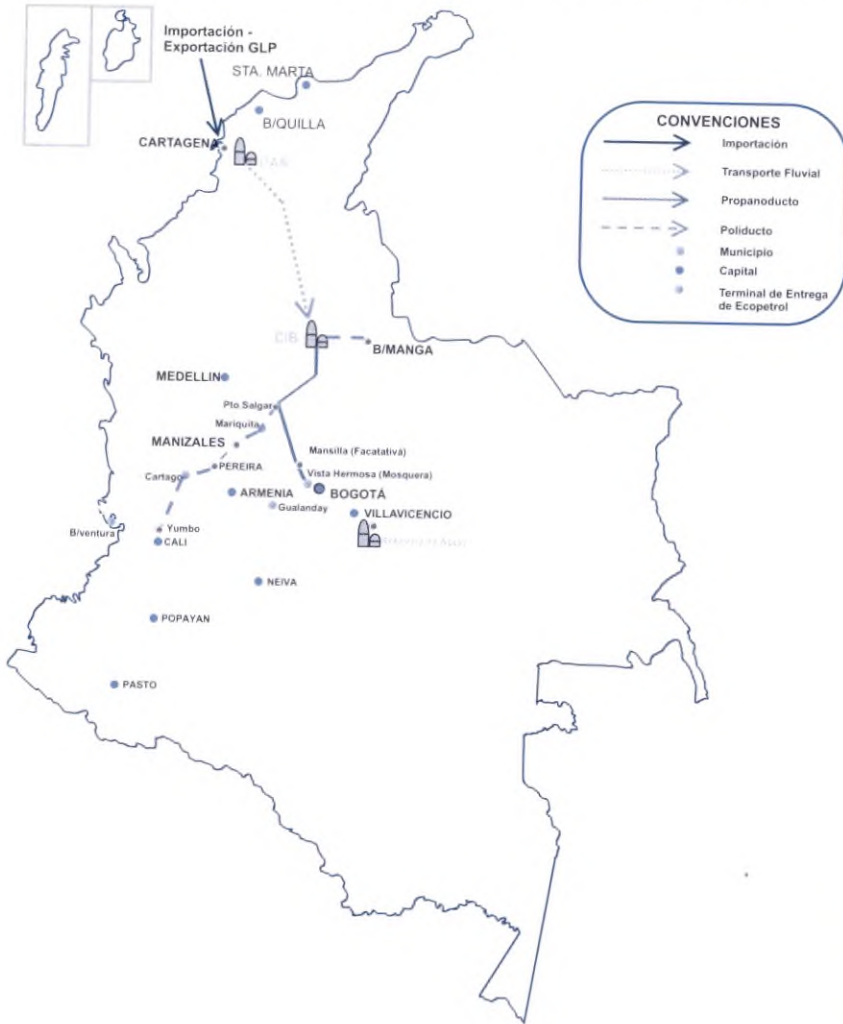 Importación -
Exportación GLP
STA. MARTA
B/QUILLA
CARTAGENA
CIB
B/MANGA
MEDELLIN
Pto Salgar
Mariquita
MANIZALES
Mansilla (Facatativá)
PEREIRA
Vista Hermosa (Mosquera)
Cartago
ARMENIA
BOGOTÁ
Gualanday
VILLAVICENCIO
B/ventura
Yumbo
CALI
NEIVA
POPAYAN
PASTO
CONVENCIONES
Importación
Transporte Fluvial
Propanoducto
Poliducto
Municipio
Capital
Terminal de Entrega
de Ecopetrol